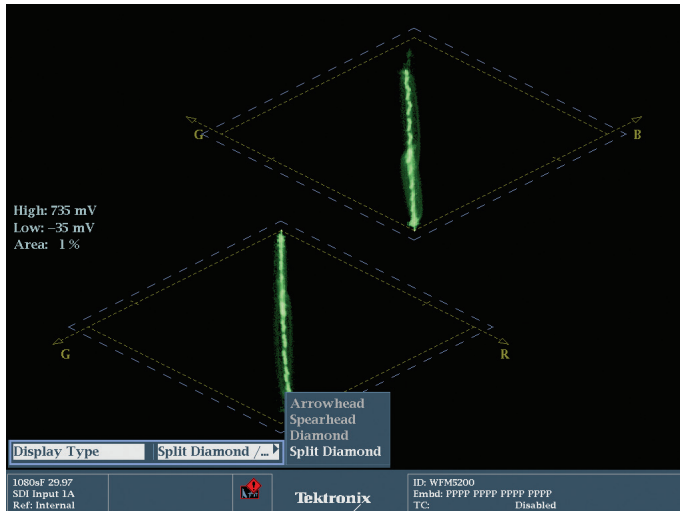 G
B
High: 735 mV
Low: −35 mV
Area: 1 %
G
R
Arrowhead
Spearhead
Diamond
Split Diamond
Display Type
Split Diamond /...
1080sF 29.97
SDI Input 1A
Ref: Internal
Tektronix
ID: WFM5200
Embd: PPPP PPPP PPPP PPPP
TC: Disabled